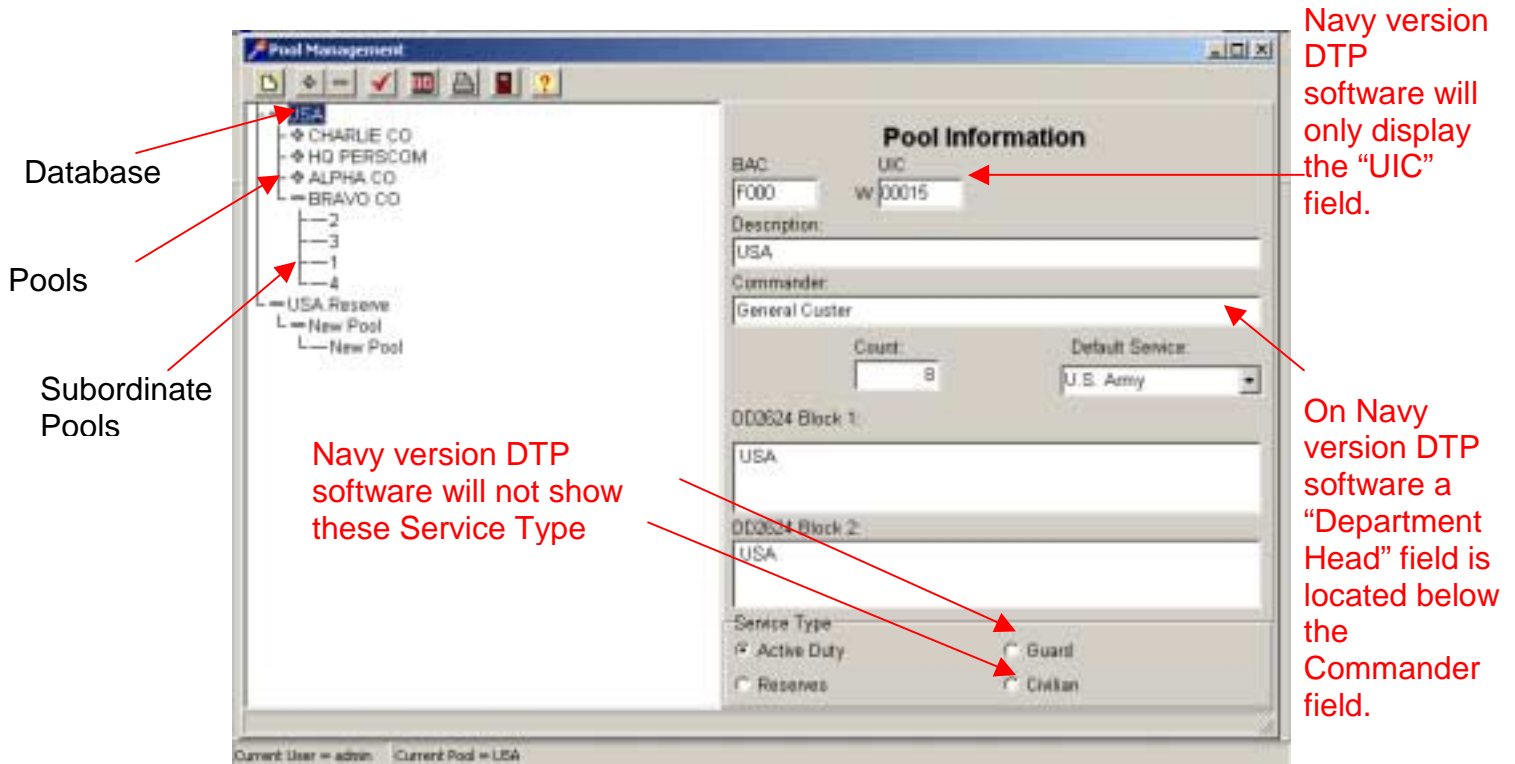 Navy version
DTP
software will
only display
the “UIC”
field.
Pool Management
Database
Pools
Subordinate
Pools
USA
CHARLIE CO
HQ PERSCOM
ALPHA CO
BRAVO CO
2
3
1
4
USA Reserve
New Pool
New Pool
Pool Information
BAC: UIC
F000 W 00015
Description:
USA
Commander:
General Custer
Count: Default Service:
8 U.S. Army
DD2624 Block 1:
USA
DD2624 Block 2:
USA
Service Type
Active Duty Guard
Reserves Civilian
Navy version DTP
software will not show
these Service Type
On Navy
version DTP
software a
“Department
Head” field is
located below
the
Commander
field.
Current User = admin Current Pool = USA